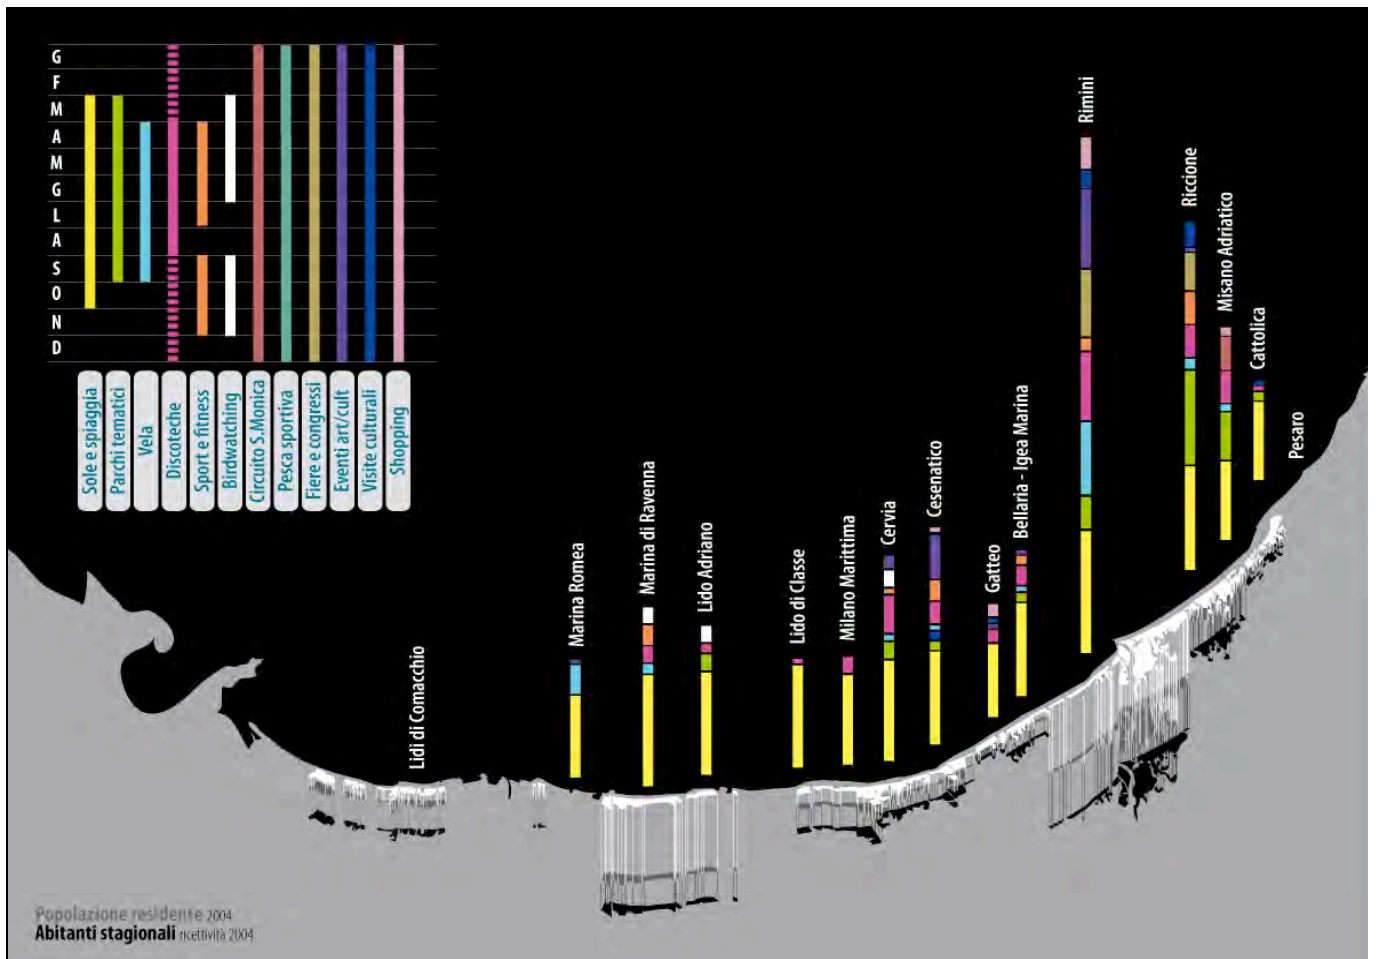 G
F
M
A
M
G
L
A
S
O
N
D
Sole e spiaggia
Parchi tematici
Vela
Discoteche
Sport e fitness
Birdwatching
Circuito S.Monica
Pesca sportiva
Fiere e congressi
Eventi art/cult
Visite culturali
Shopping
Lidi di Comacchio
Marina Romea
Marina di Ravenna
Lido Adriano
Lido di Classe
Milano Marittima
Cervia
Cesenatico
Gatteo
Bellaria - Igea Marina
Rimini
Riccione
Misano Adriatico
Cattolica
Pesaro
Popolazione residente 2004
Abitanti stagionali ricettività 2004